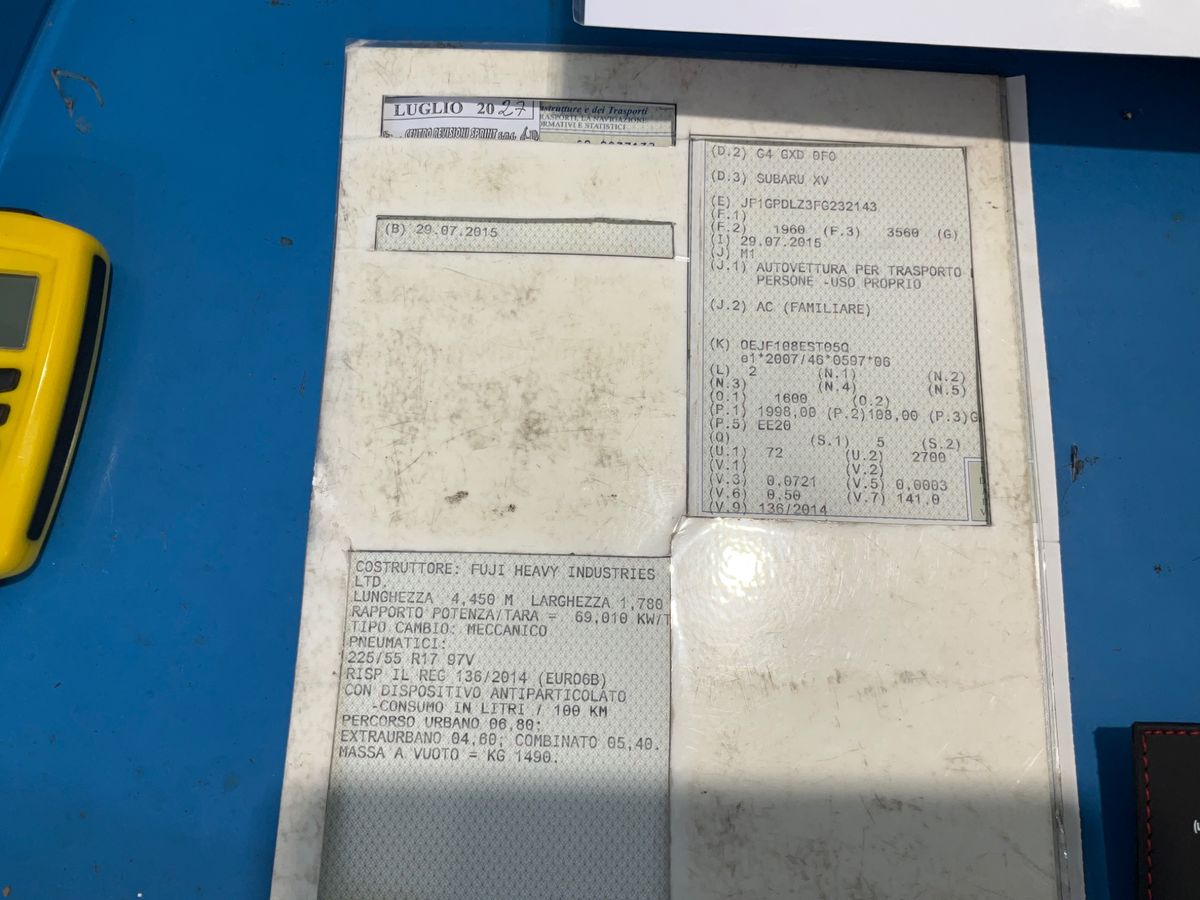 LUGLIO 2027
strutture e dei Trasporti
RASPORTI, LA NAVIGAZIONE
ORMATIVI E STATISTICI
CENTRO REVISIONI SPRINT
(B) 29.07.2015
(D.2) G4 GXD 0F0
(D.3) SUBARU XV
(E) JF1GPDLZ3FG232143
(F.1)
(F.2) 1960 (F.3) 3560 (G)
(I) 29.07.2015
(J) M1
(J.1) AUTOVETTURA PER TRASPORTO
PERSONE -USO PROPRIO
(J.2) AC (FAMILIARE)
(K) OEJF108EST05Q
e1*2007/46*0597*06
(L) 2 (N.1) (N.2)
(N.3) (N.4) (N.5)
(O.1) 1600 (O.2)
(P.1) 1998,00 (P.2)108,00 (P.3)G
(P.5) EE20
(Q) (S.1) 5 (S.2)
(U.1) 72 (U.2) 2700
(V.1) (V.2)
(V.3) 0,0721 (V.5) 0,0003
(V.6) 0,50 (V.7) 141,0
(V.9) 136/2014
COSTRUTTORE: FUJI HEAVY INDUSTRIES
LTD.
LUNGHEZZA 4,450 M LARGHEZZA 1,780
RAPPORTO POTENZA/TARA = 69,010 KW/T
TIPO CAMBIO: MECCANICO
PNEUMATICI:
225/55 R17 97V
RISP IL REG 136/2014 (EURO6B)
CON DISPOSITIVO ANTIPARTICOLATO
-CONSUMO IN LITRI / 100 KM
PERCORSO URBANO 06,80;
EXTRAURBANO 04,60; COMBINATO 05,40.
MASSA A VUOTO = KG 1490.